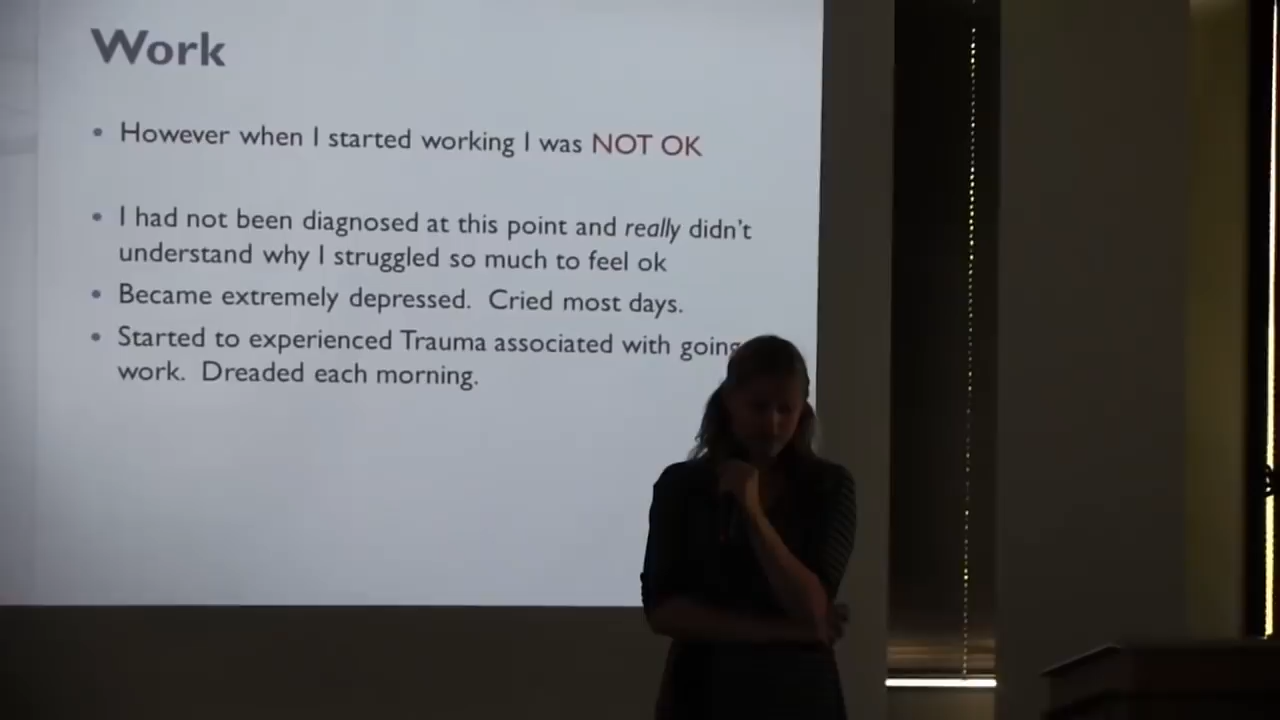 Work
• However when I started working I was NOT OK
• I had not been diagnosed at this point and really didn't
understand why I struggled so much to feel ok
• Became extremely depressed. Cried most days.
• Started to experienced Trauma associated with going
work. Dreaded each morning.